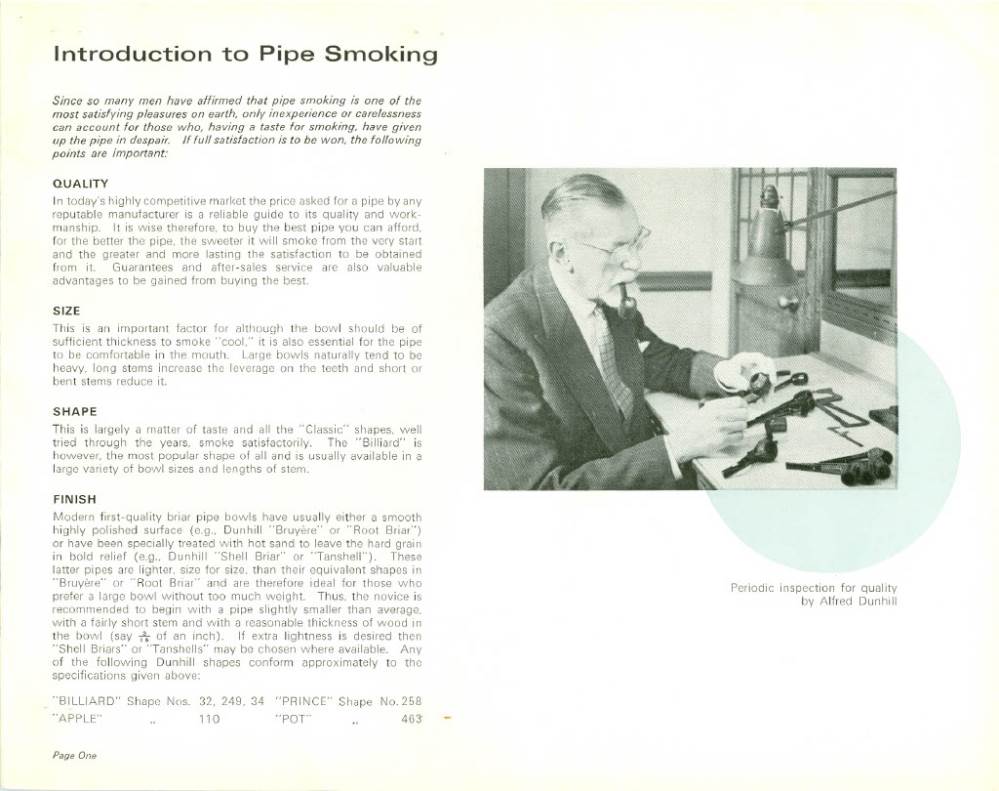 Introduction to Pipe Smoking
Since so many men have affirmed that pipe smoking is one of the
most satisfying pleasures on earth, only inexperience or carelessness
can account for those who, having a taste for smoking, have given
up the pipe in despair. If full satisfaction is to be won, the following
points are important:
QUALITY
In today's highly competitive market the price asked for a pipe by any
reputable manufacturer is a reliable guide to its quality and work-
manship. It is wise therefore, to buy the best pipe you can afford,
for the better the pipe, the sweeter it will smoke from the very start
and the greater and more lasting the satisfaction to be obtained
from it. Guarantees and after-sales service are also valuable
advantages to be gained from buying the best.
SIZE
This is an important factor for although the bowl should be of
sufficient thickness to smoke "cool," it is also essential for the pipe
to be comfortable in the mouth. Large bowls naturally tend to be
heavy, long stems increase the leverage on the teeth and short or
bent stems reduce it.
SHAPE
This is largely a matter of taste and all the "Classic" shapes, well
tried through the years, smoke satisfactorily. The "Billiard" is
however, the most popular shape of all and is usually available in a
large variety of bowl sizes and lengths of stem.
FINISH
Modern first-quality briar pipe bowls have usually either a smooth
highly polished surface (e.g., Dunhill "Bruyère" or "Root Briar")
or have been specially treated with hot sand to leave the hard grain
in bold relief (e.g., Dunhill "Shell Briar" or "Tanshell"). These
latter pipes are lighter, size for size, than their equivalent shapes in
"Bruyère" or "Root Briar" and are therefore ideal for those who
prefer a large bowl without too much weight. Thus, the novice is
recommended to begin with a pipe slightly smaller than average,
with a fairly short stem and with a reasonable thickness of wood in
the bowl (say of an inch). If extra lightness is desired then
"Shell Briars" or "Tanshells" may be chosen where available. Any
of the following Dunhill shapes conform approximately to the
specifications given above:
"BILLIARD" Shape Nos. 32, 249, 34 "PRINCE" Shape No. 258
"APPLE" ,, 110 "POT" ,, 463
Page One
Periodic inspection for quality
by Alfred Dunhill